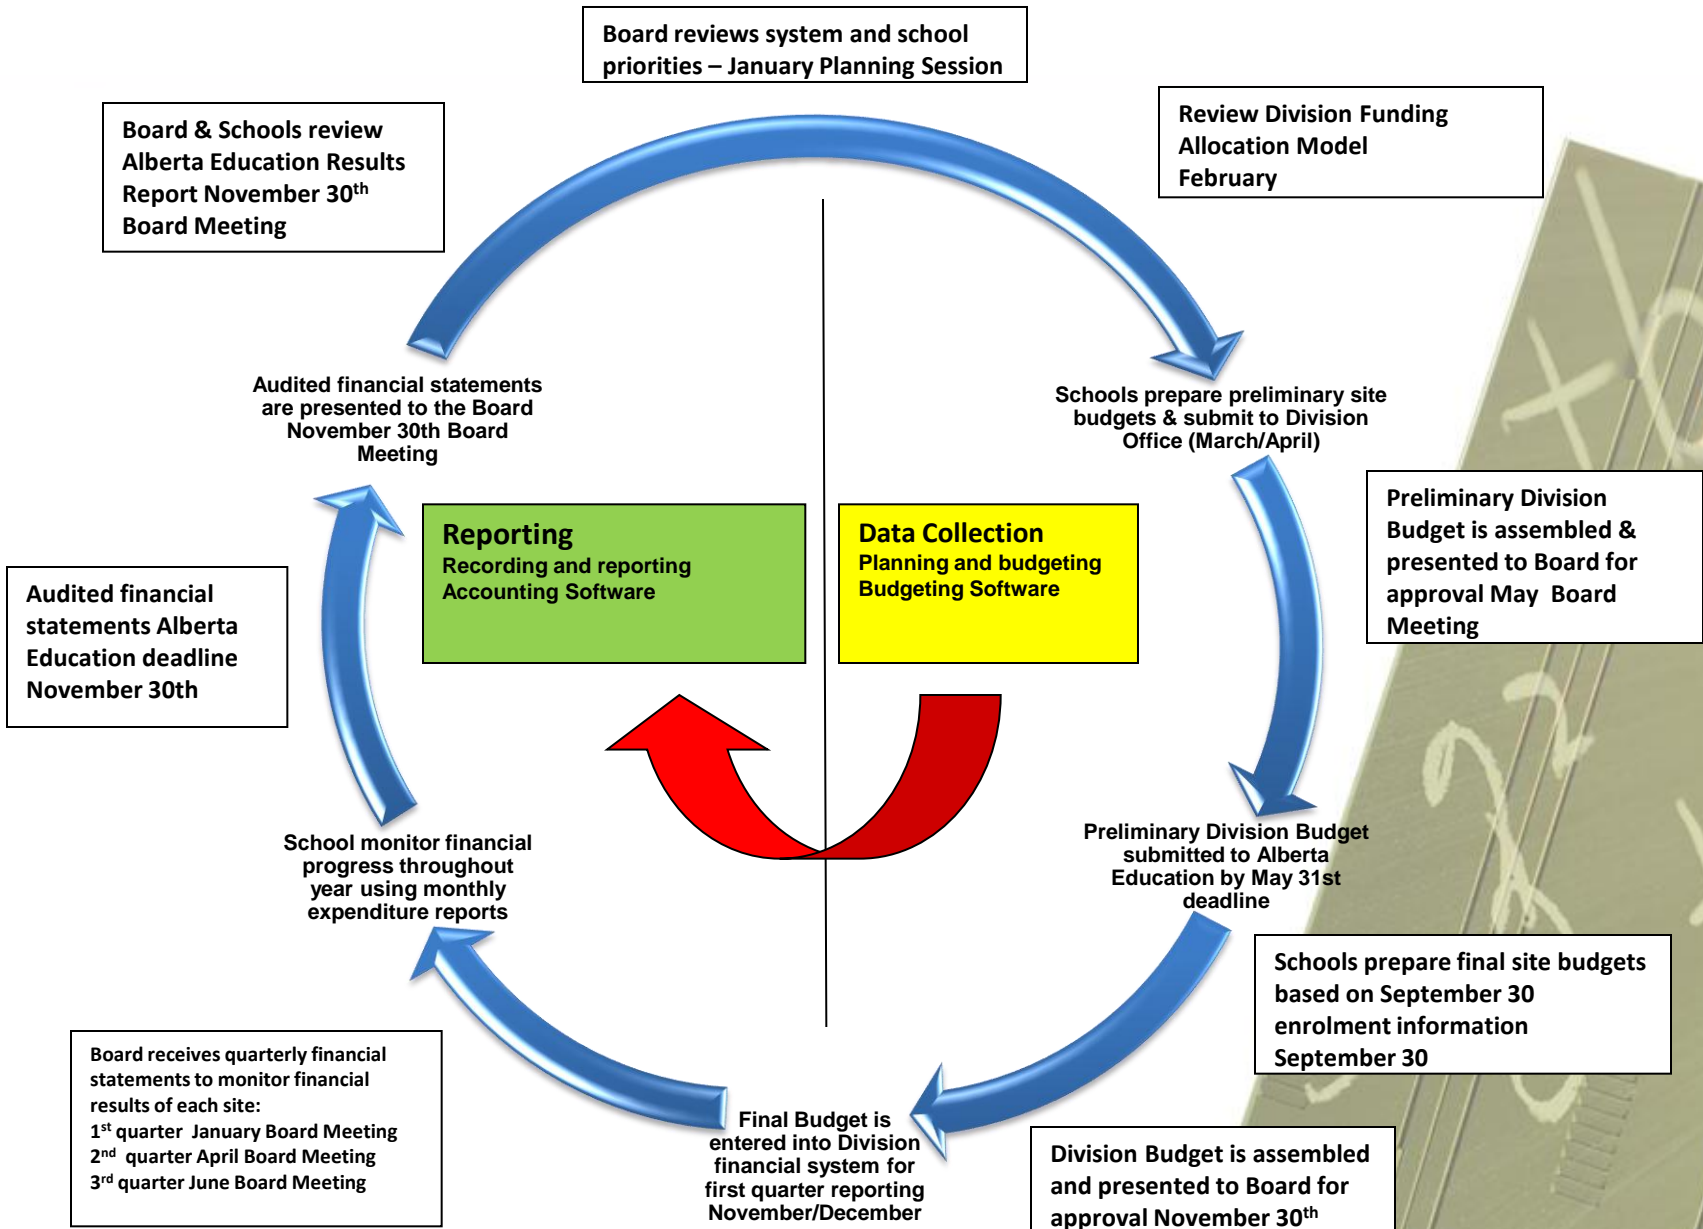 Board reviews system and school
priorities – January Planning Session
Board & Schools review
Alberta Education Results
Report November 30th
Board Meeting
Review Division Funding
Allocation Model
February
Audited financial statements
are presented to the Board
November 30th Board
Meeting
Schools prepare preliminary site
budgets & submit to Division
Office (March/April)
Reporting
Recording and reporting
Accounting Software
Data Collection
Planning and budgeting
Budgeting Software
Preliminary Division
Budget is assembled &
presented to Board for
approval May  Board
Meeting
Audited financial
statements Alberta
Education deadline
November 30th
School monitor financial
progress throughout
year using monthly
expenditure reports
Preliminary Division Budget
submitted to Alberta
Education by May 31st
deadline
Schools prepare final site budgets
based on September 30
enrolment information
September 30
Board receives quarterly financial
statements to monitor financial
results of each site:
1st quarter  January Board Meeting
2nd  quarter April Board Meeting
3rd quarter June Board Meeting
Final Budget is
entered into Division
financial system for
first quarter reporting
November/December
Division Budget is assembled
and presented to Board for
approval November 30th